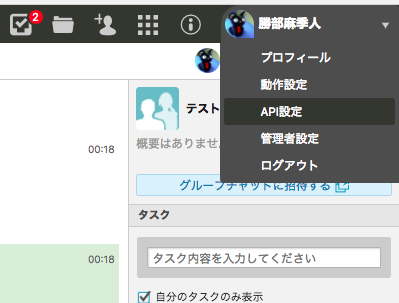 2
勝部麻季人
プロフィール
動作設定
API設定
管理者設定
ログアウト
テスト
00:18
概要はありません
グループチャットに招待する
タスク
タスク内容を入力してください
00:18
自分のタスクのみ表示